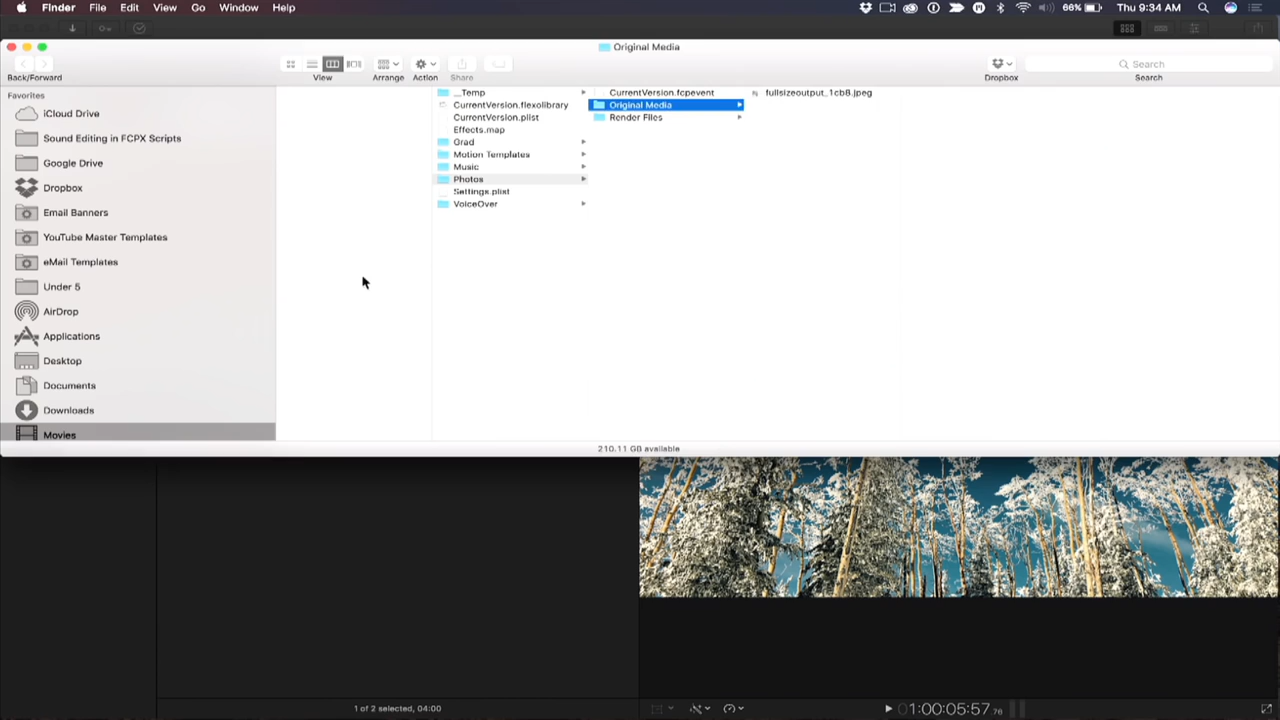 Finder File Edit View Go Window Help
66% Thu 9:34 AM
Original Media
Back/Forward View Arrange Action Share Dropbox Search
Search
Favorites
iCloud Drive
Sound Editing in FCPX Scripts
Google Drive
Dropbox
Email Banners
YouTube Master Templates
eMail Templates
Under 5
AirDrop
Applications
Desktop
Documents
Downloads
Movies
__Temp
CurrentVersion.flexolibrary
CurrentVersion.plist
Effects.map
Grad
Motion Templates
Music
Photos
Settings.plist
VoiceOver
CurrentVersion.fcpevent
Original Media
Render Files
fullsizeoutput_1cb8.jpeg
210.11 GB available
1 of 2 selected, 04:00
01:00:05:57.76